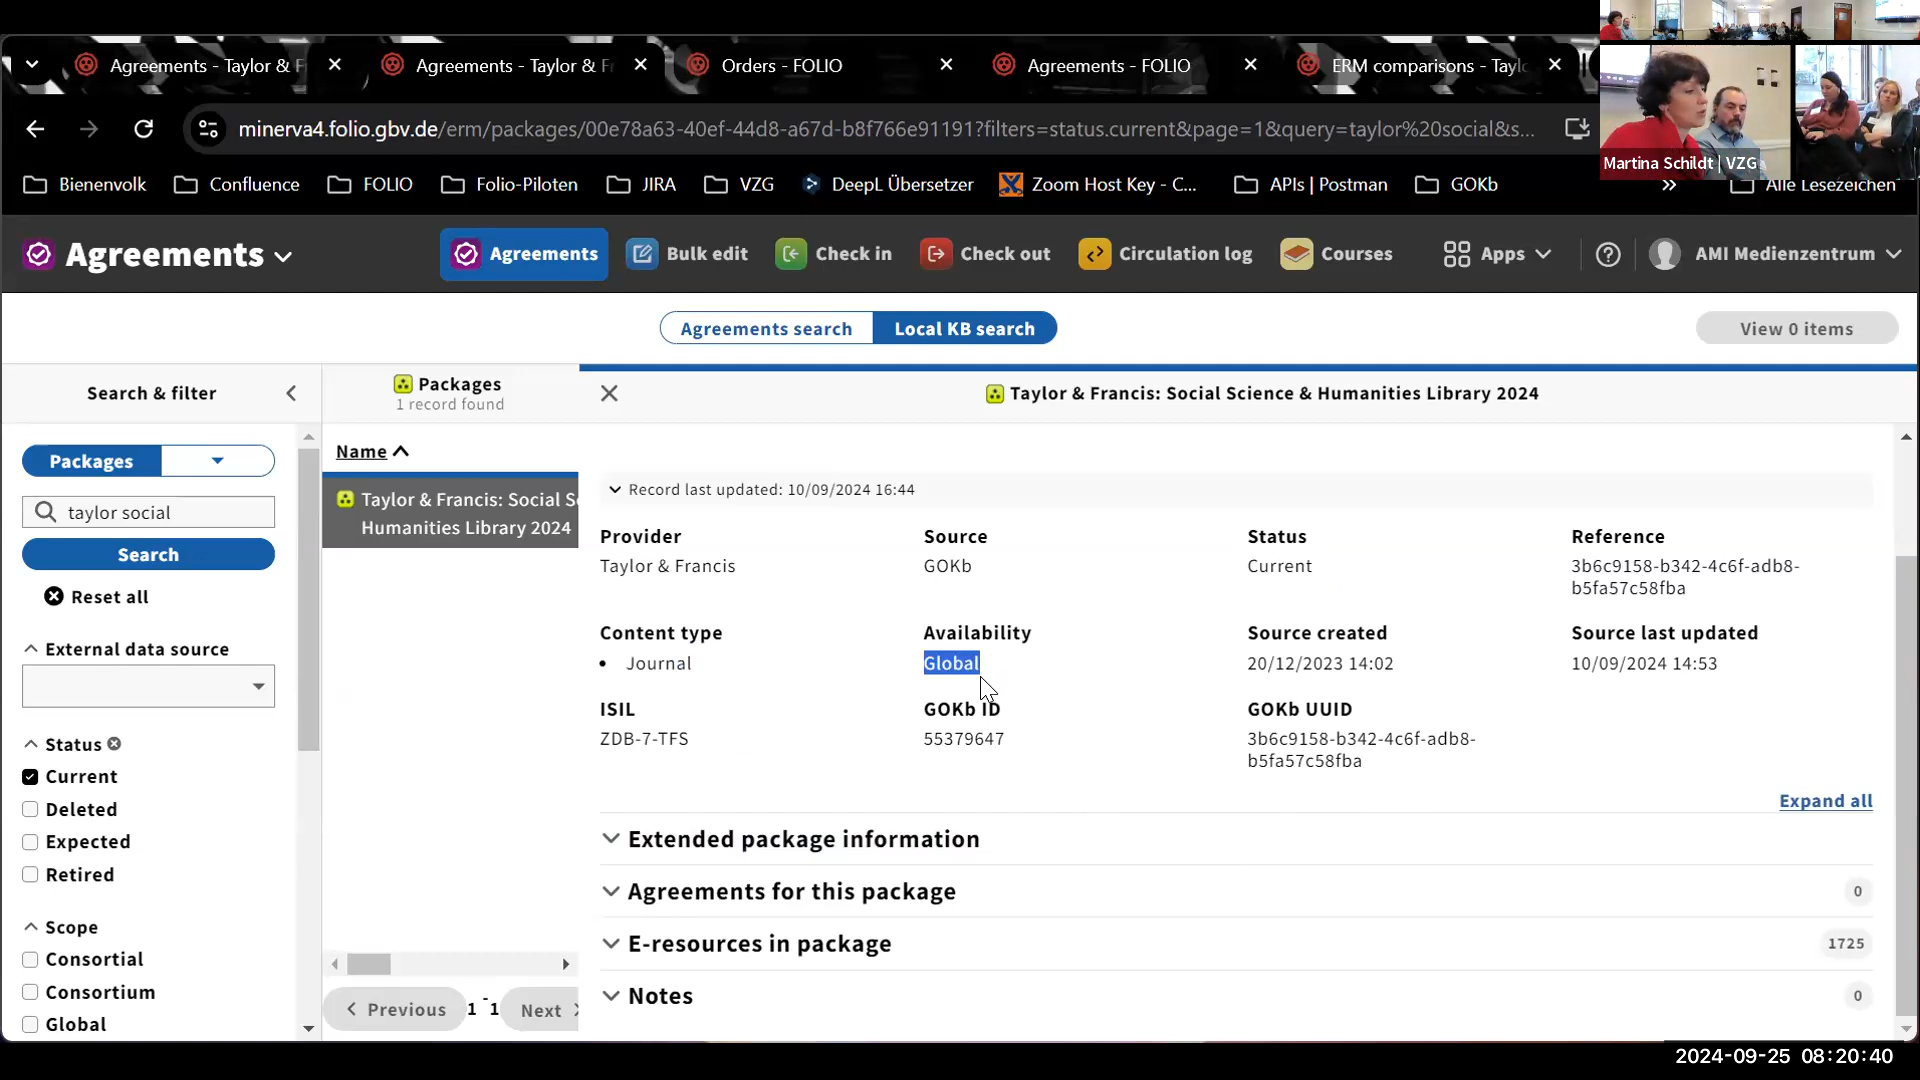 Agreements - Taylor & F
Agreements - Taylor & F
Orders - FOLIO
Agreements - FOLIO
ERM comparisons - Taylo
minerva4.folio.gbv.de/erm/packages/00e78a63-40ef-44d8-a67d-b8f766e91191?filters=status.current&page=1&query=taylor%20social&s...
Martina Schildt | VZG
Bienenvolk
Confluence
FOLIO
Folio-Piloten
JIRA
VZG
DeepL Übersetzer
Zoom Host Key - C...
APIs | Postman
GOKb
»
Alle Lesezeichen
Agreements
Agreements
Bulk edit
Check in
Check out
Circulation log
Courses
Apps
AMI Medienzentrum
Agreements search
Local KB search
View 0 items
Search & filter
Packages
1 record found
Taylor & Francis: Social Science & Humanities Library 2024
Packages
taylor social
Search
Reset all
External data source
Status
Current
Deleted
Expected
Retired
Scope
Consortial
Consortium
Global
Name
Taylor & Francis: Social S
Humanities Library 2024
Previous
1 - 1
Next
Record last updated: 10/09/2024 16:44
Provider
Taylor & Francis
Source
GOKb
Status
Current
Reference
3b6c9158-b342-4c6f-adb8-
b5fa57c58fba
Content type
• Journal
Availability
Global
Source created
20/12/2023 14:02
Source last updated
10/09/2024 14:53
ISIL
ZDB-7-TFS
GOKb ID
55379647
GOKb UUID
3b6c9158-b342-4c6f-adb8-
b5fa57c58fba
Expand all
Extended package information
Agreements for this package
0
E-resources in package
1725
Notes
0
2024-09-25 08:20:40